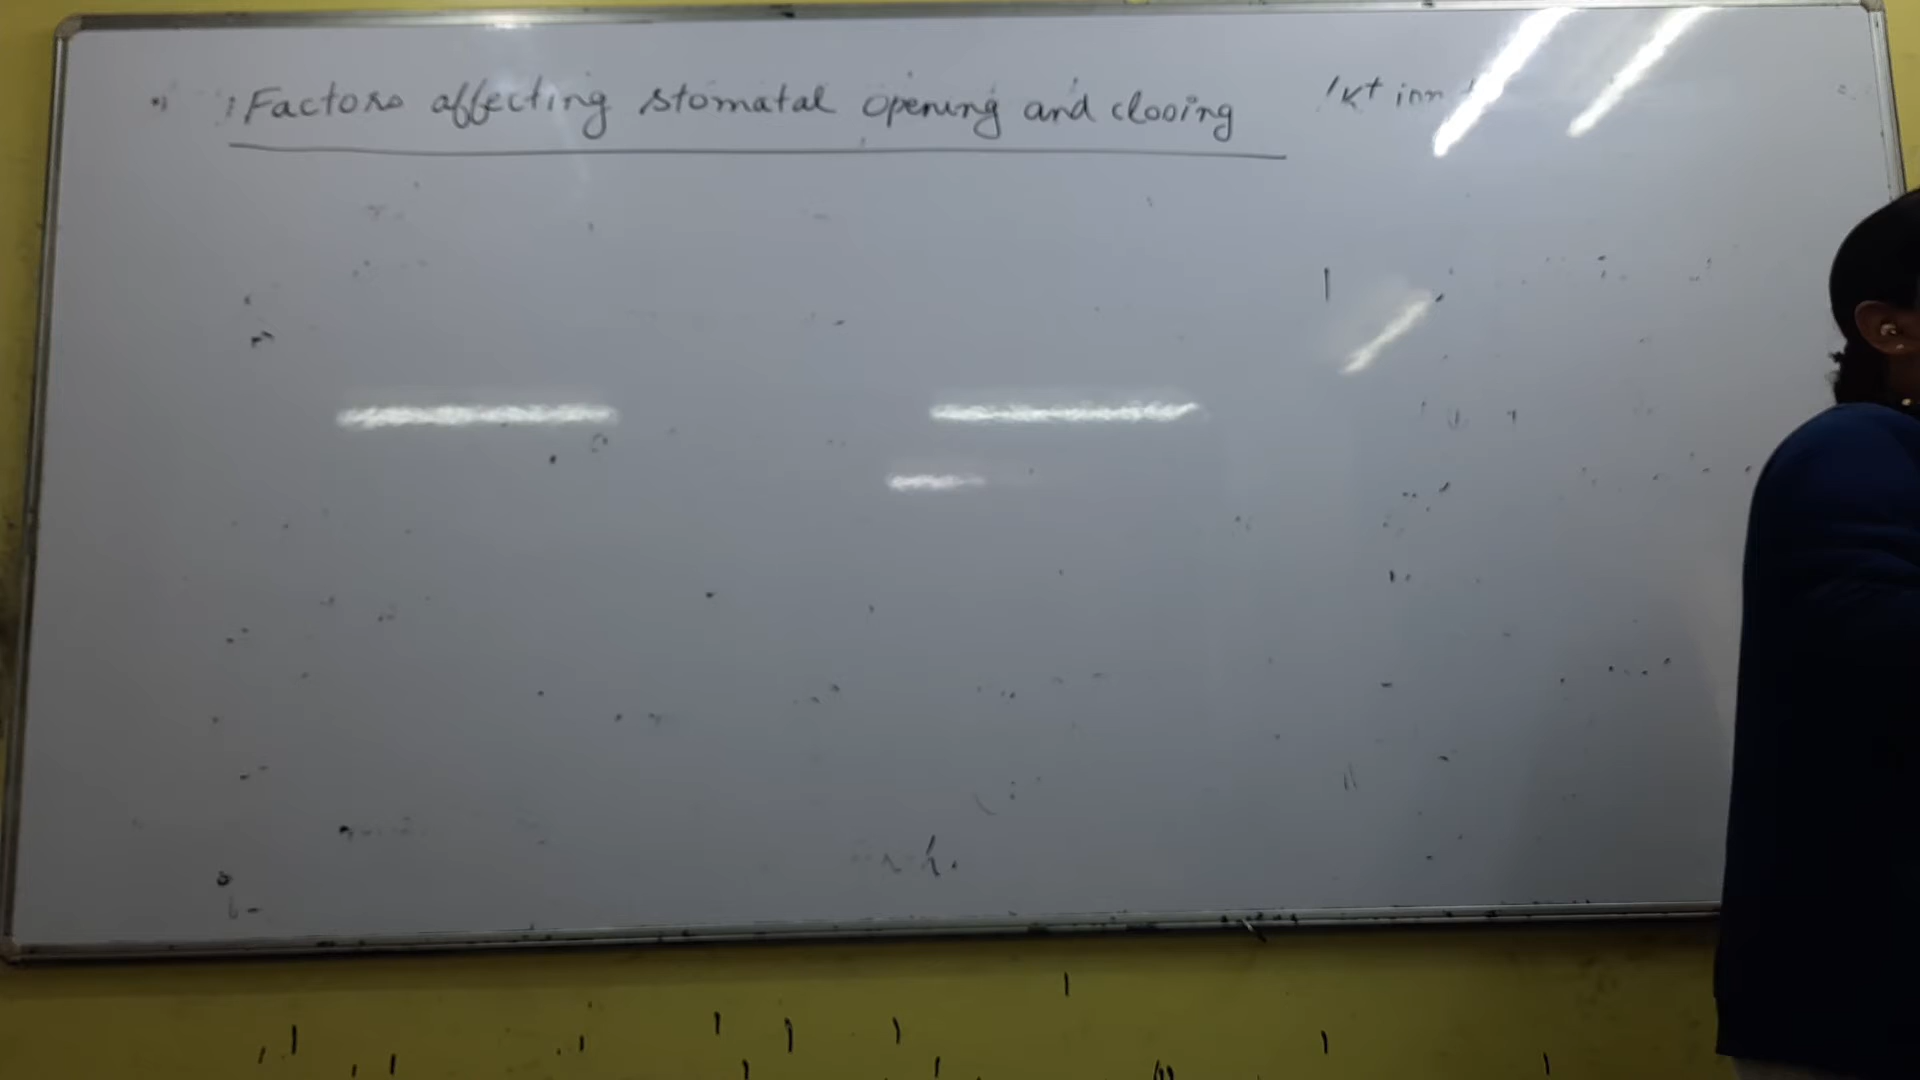 Factors affecting stomatal opening and closing
K+